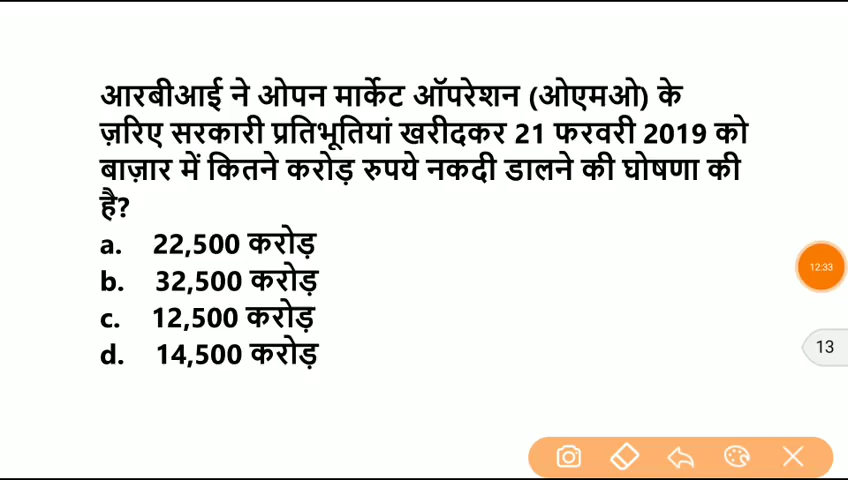 आरबीआई ने ओपन मार्केट ऑपरेशन (ओएमओ) के
ज़रिए सरकारी प्रतिभूतियां खरीदकर 21 फरवरी 2019 को
बाज़ार में कितने करोड़ रुपये नकदी डालने की घोषणा की
है?
a. 22,500 करोड़
b. 32,500 करोड़
c. 12,500 करोड़
d. 14,500 करोड़
12:33
13